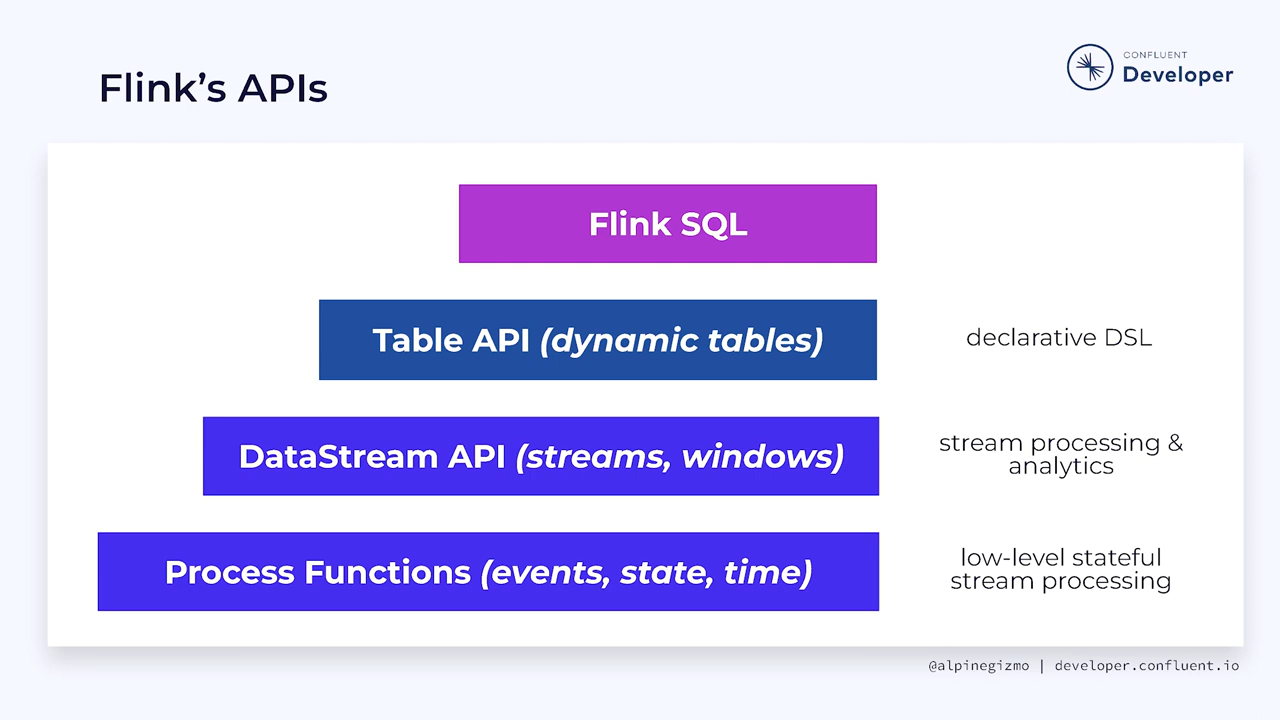 Flink’s APIs
CONFLUENT
Developer
Flink SQL
Table API (dynamic tables)
declarative DSL
DataStream API (streams, windows)
stream processing &
analytics
Process Functions (events, state, time)
low-level stateful
stream processing
@alpinegizmo | developer.confluent.io